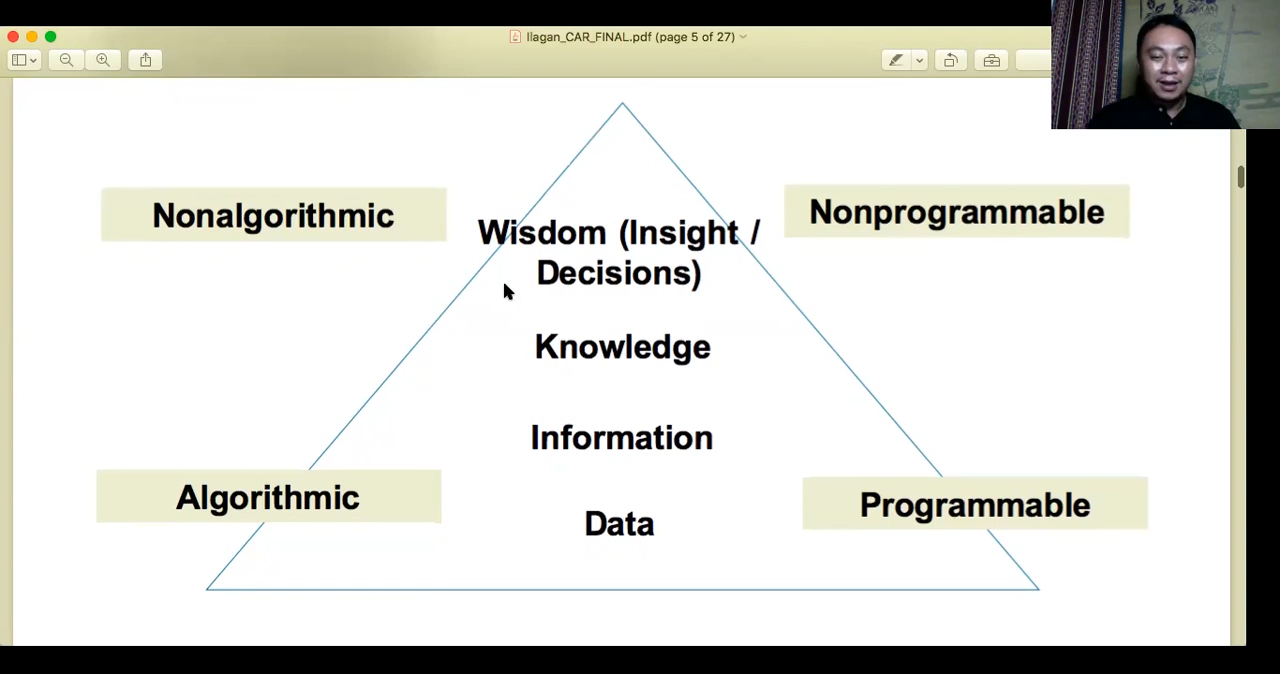 Ilagan_CAR_FINAL.pdf (page 5 of 27)
Nonalgorithmic
Nonprogrammable
Wisdom (Insight /
Decisions)
Knowledge
Information
Algorithmic
Programmable
Data